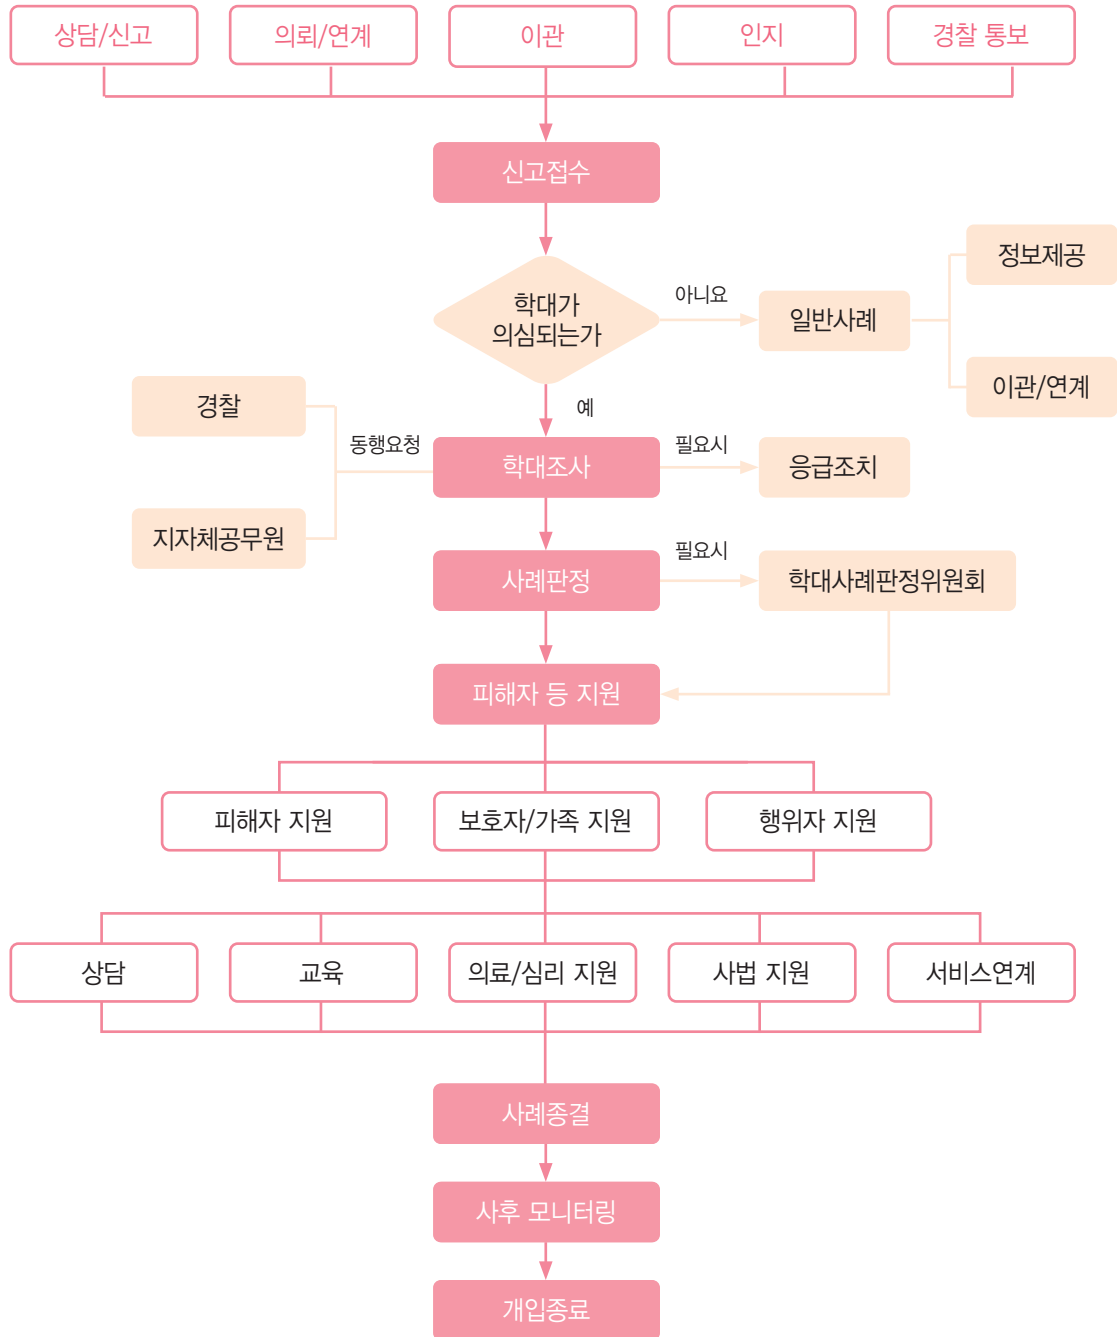 상담/신고
의뢰/연계
이관
인지
경찰 통보
신고접수
학대가
의심되는가
아니요
일반사례
정보제공
이관/연계
예
경찰
지자체공무원
동행요청
학대조사
필요시
응급조치
사례판정
필요시
학대사례판정위원회
피해자 등 지원
피해자 지원
보호자/가족 지원
행위자 지원
상담
교육
의료/심리 지원
사법 지원
서비스연계
사례종결
사후 모니터링
개입종료